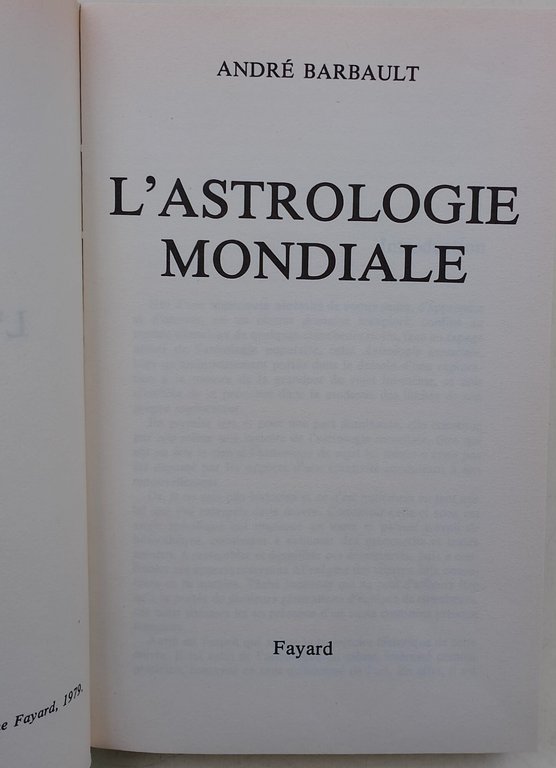 ANDRÉ BARBAULT
L'ASTROLOGIE
MONDIALE
Fayard
e Fayard, 1979.